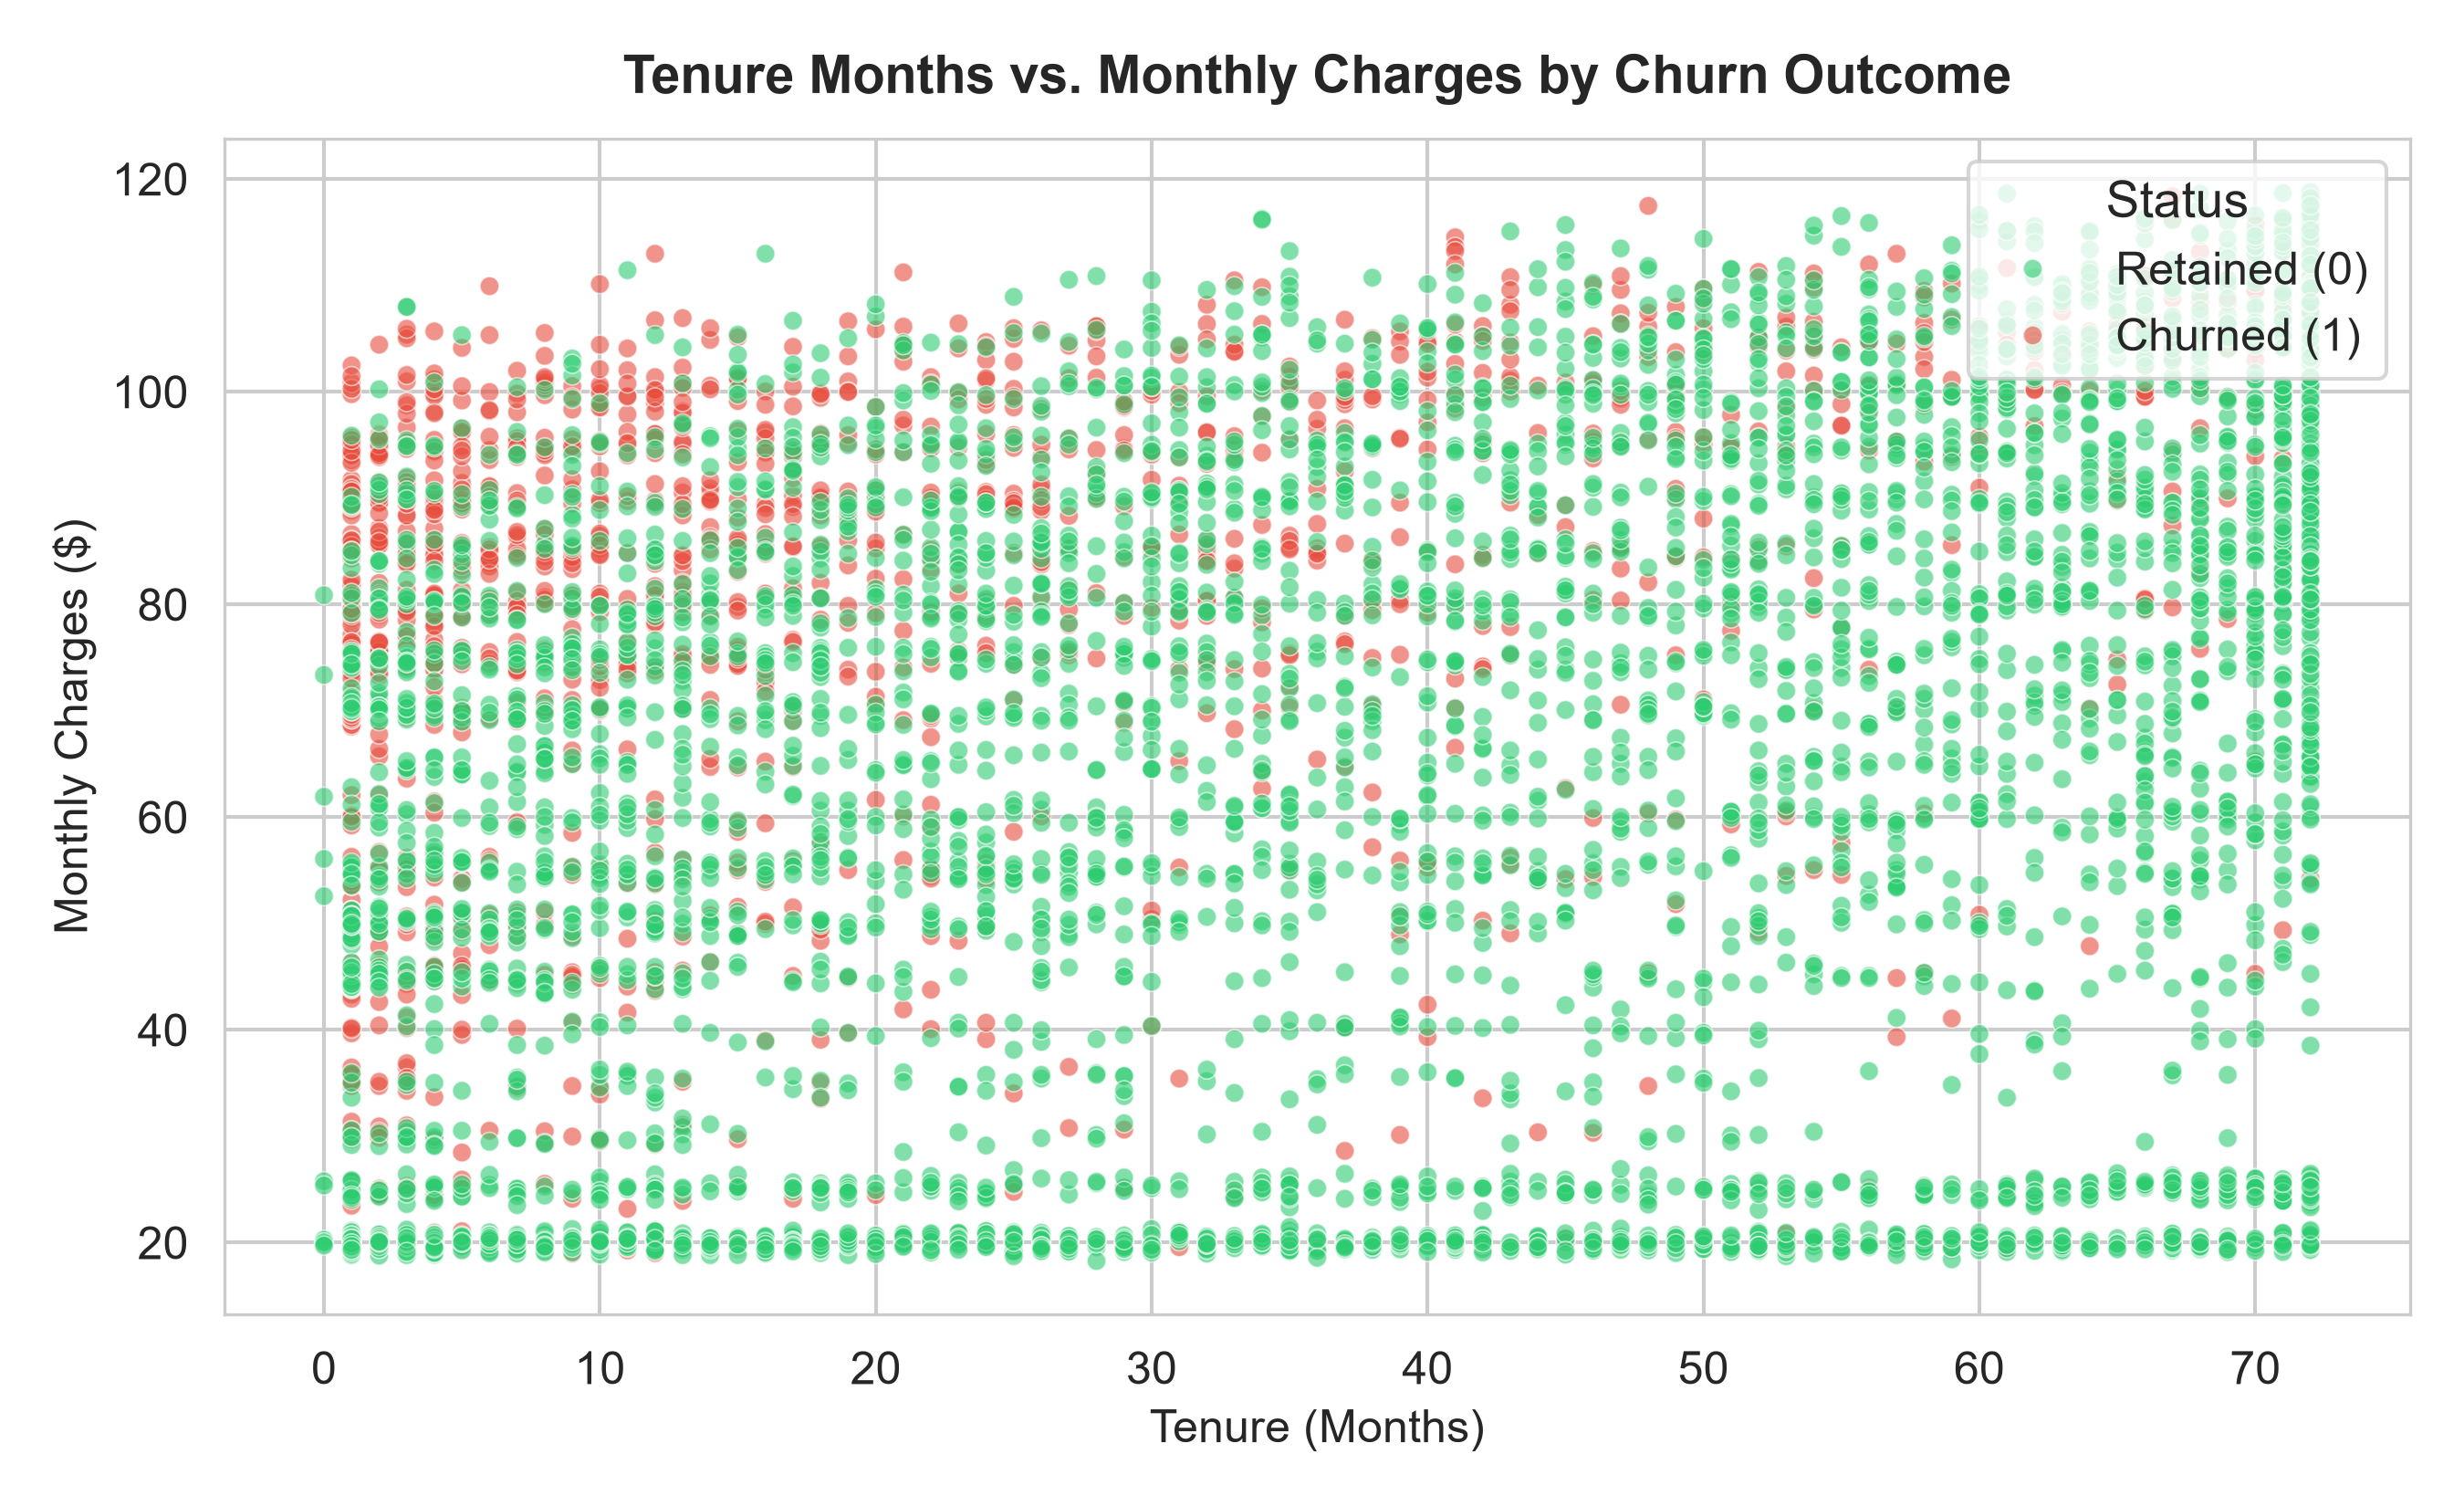 Tenure Months vs. Monthly Charges by Churn Outcome
Status
Retained (0)
Churned (1)
Monthly Charges ($)
120
100
80
60
40
20
0 10 20 30 40 50 60 70
Tenure (Months)